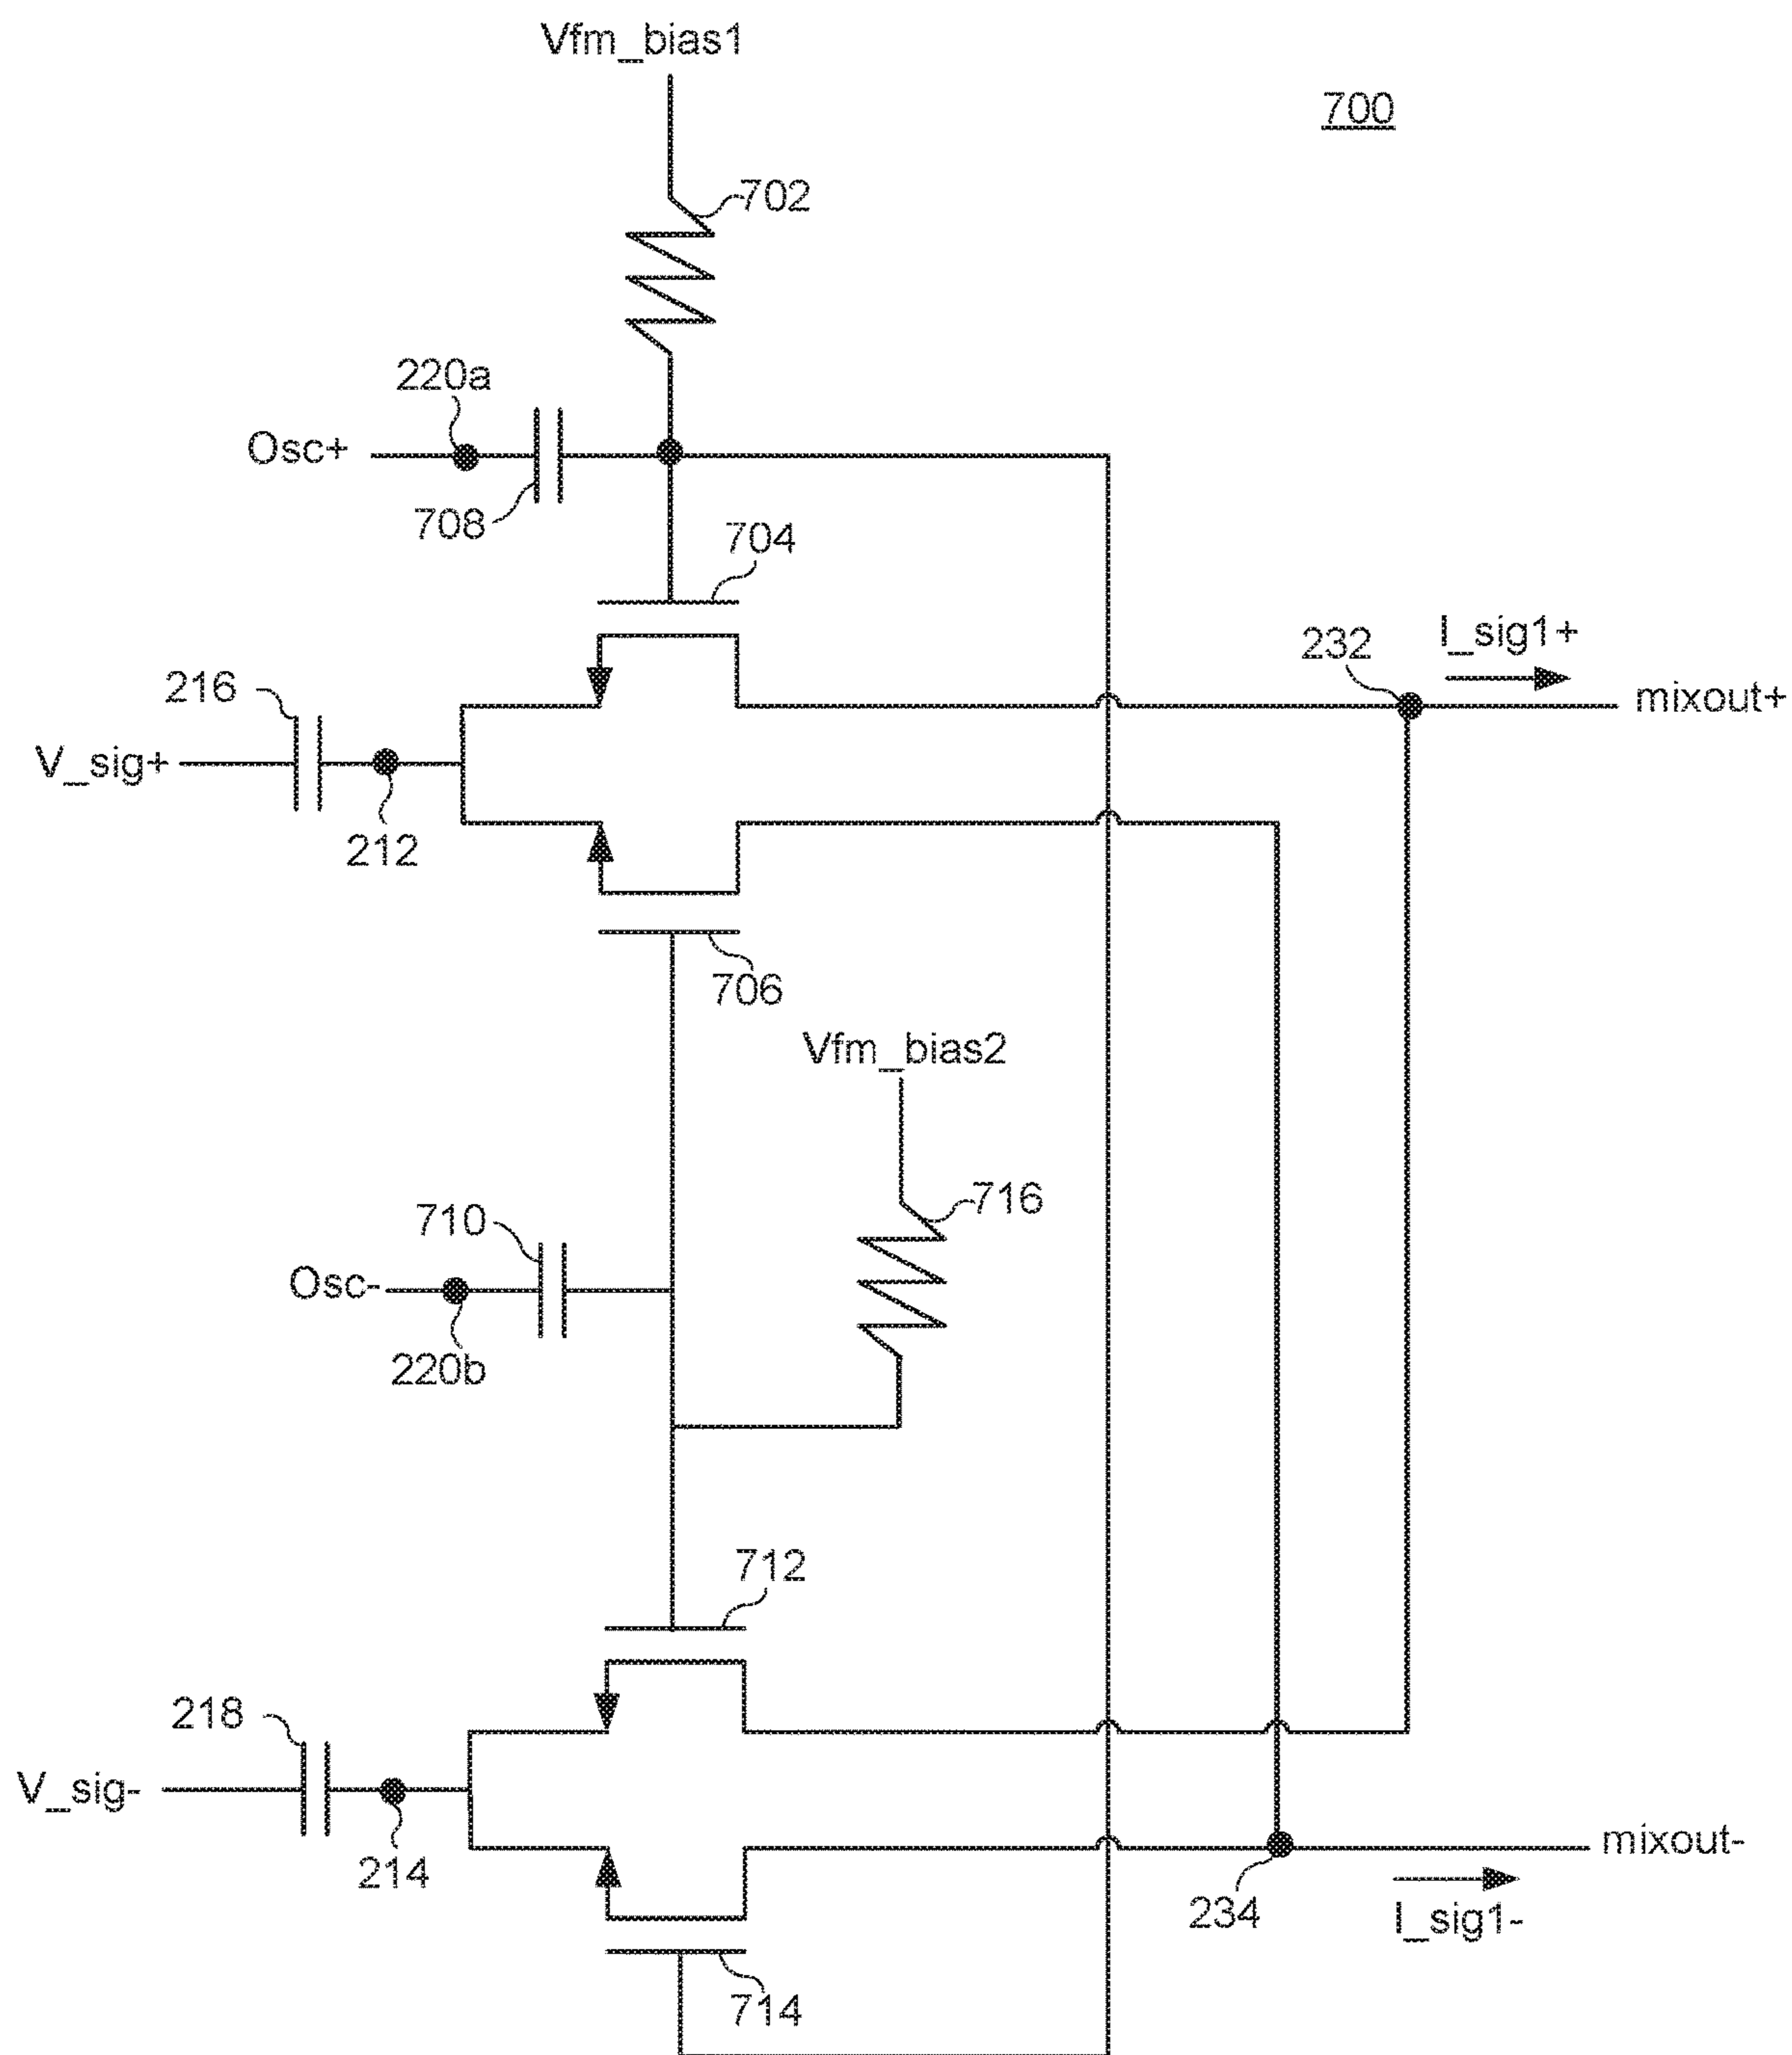 Vfm_bias1
700
702
220a
Osc+
708
704
232
I_sig1+
mixout+
216
V_sig+
212
706
Vfm_bias2
716
710
Osc-
220b
712
218
V_sig-
214
mixout-
234
I_sig1-
714